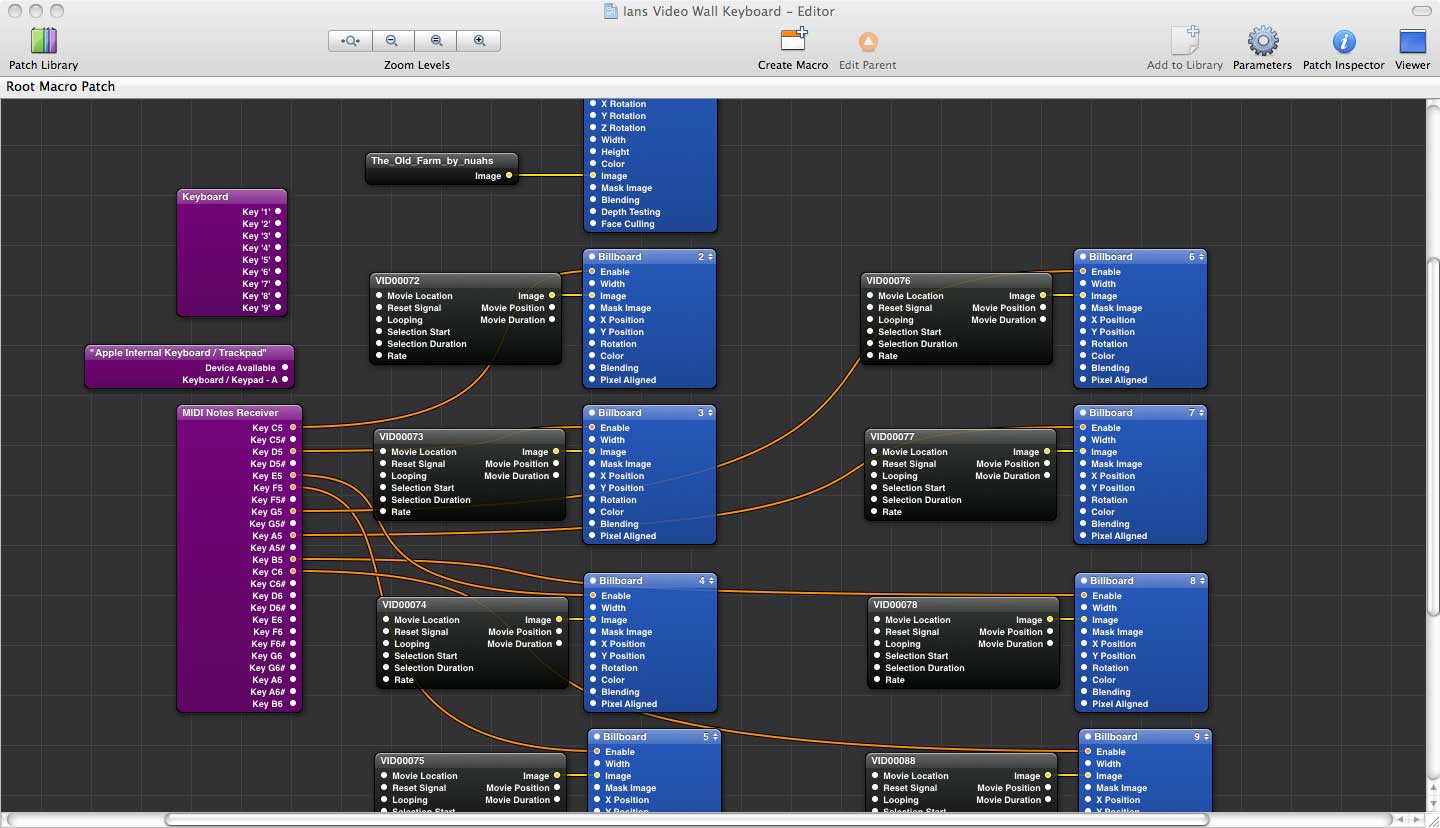 Ians Video Wall Keyboard – Editor
Patch Library
Zoom Levels
Create Macro
Edit Parent
Add to Library
Parameters
Patch Inspector
Viewer
Root Macro Patch
X Rotation
Y Rotation
Z Rotation
Width
Height
Color
Image
Mask Image
Blending
Depth Testing
Face Culling
The_Old_Farm_by_nuahs
Image
Keyboard
Key '1'
Key '2'
Key '3'
Key '4'
Key '5'
Key '6'
Key '7'
Key '8'
Key '9'
"Apple Internal Keyboard / Trackpad"
Device Available
Keyboard / Keypad - A
MIDI Notes Receiver
Key C5
Key C5#
Key D5
Key D5#
Key E5
Key F5
Key F5#
Key G5
Key G5#
Key A5
Key A5#
Key B5
Key C6
Key C6#
Key D6
Key D6#
Key E6
Key F6
Key F6#
Key G6
Key G6#
Key A6
Key A6#
Key B6
VID00072
Movie Location Image
Reset Signal Movie Position
Looping Movie Duration
Selection Start
Selection Duration
Rate
Billboard 2
Enable
Width
Image
Mask Image
X Position
Y Position
Rotation
Color
Blending
Pixel Aligned
VID00076
Movie Location Image
Reset Signal Movie Position
Looping Movie Duration
Selection Start
Selection Duration
Rate
Billboard 6
Enable
Width
Image
Mask Image
X Position
Y Position
Rotation
Color
Blending
Pixel Aligned
VID00073
Movie Location Image
Reset Signal Movie Position
Looping Movie Duration
Selection Start
Selection Duration
Rate
Billboard 3
Enable
Width
Image
Mask Image
X Position
Y Position
Rotation
Color
Blending
Pixel Aligned
VID00077
Movie Location Image
Reset Signal Movie Position
Looping Movie Duration
Selection Start
Selection Duration
Rate
Billboard 7
Enable
Width
Image
Mask Image
X Position
Y Position
Rotation
Color
Blending
Pixel Aligned
VID00074
Movie Location Image
Reset Signal Movie Position
Looping Movie Duration
Selection Start
Selection Duration
Rate
Billboard 4
Enable
Width
Image
Mask Image
X Position
Y Position
Rotation
Color
Blending
Pixel Aligned
VID00078
Movie Location Image
Reset Signal Movie Position
Looping Movie Duration
Selection Start
Selection Duration
Rate
Billboard 8
Enable
Width
Image
Mask Image
X Position
Y Position
Rotation
Color
Blending
Pixel Aligned
VID00075
Movie Location Image
Reset Signal Movie Position
Looping Movie Duration
Billboard 5
Enable
Width
Image
Mask Image
X Position
VID00088
Movie Location Image
Reset Signal Movie Position
Looping Movie Duration
Billboard 9
Enable
Width
Image
Mask Image
X Position